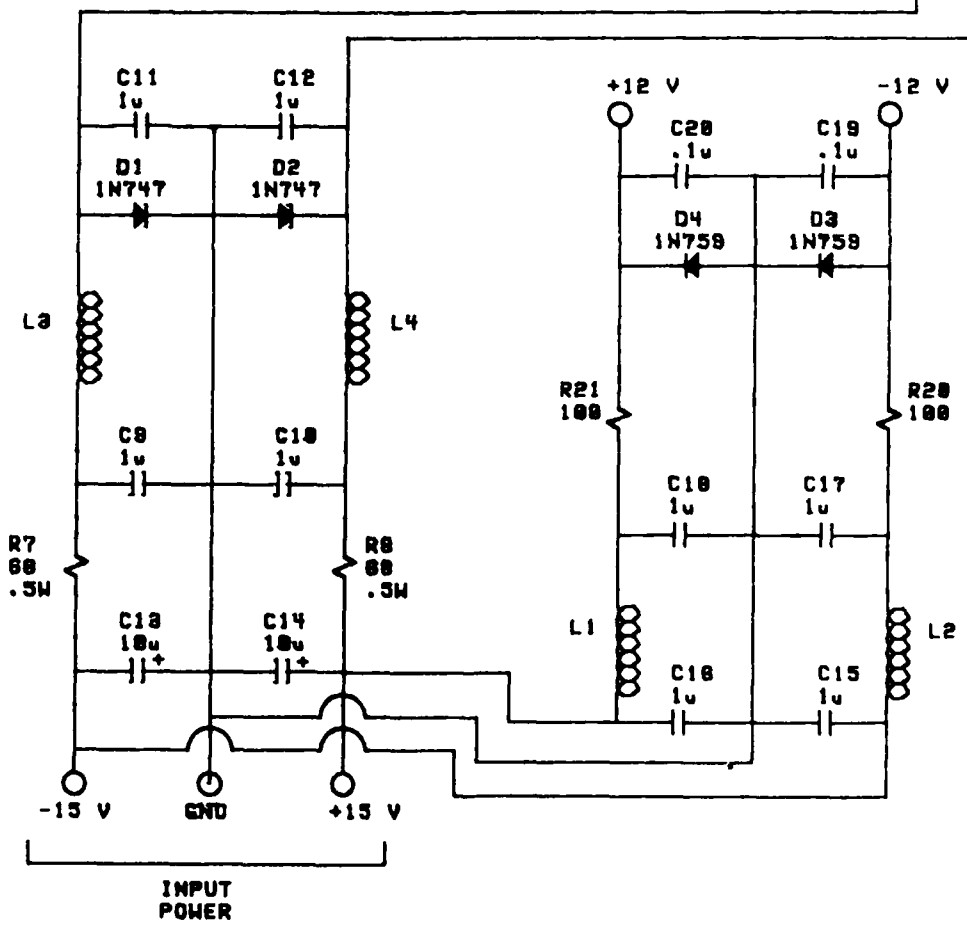 C11
1u
C12
1u
D1
1N747
D2
1N747
L3
L4
C9
1u
C10
1u
R7
.5W
R8
.5W
C13
10u
+
C14
10u
+
-15 V
GND
+15 V
INPUT
POWER
+12 V
-12 V
C20
.1u
C19
.1u
D4
1N759
D3
1N759
R21
100
R20
100
C18
1u
C17
1u
L1
L2
C16
1u
C15
1u